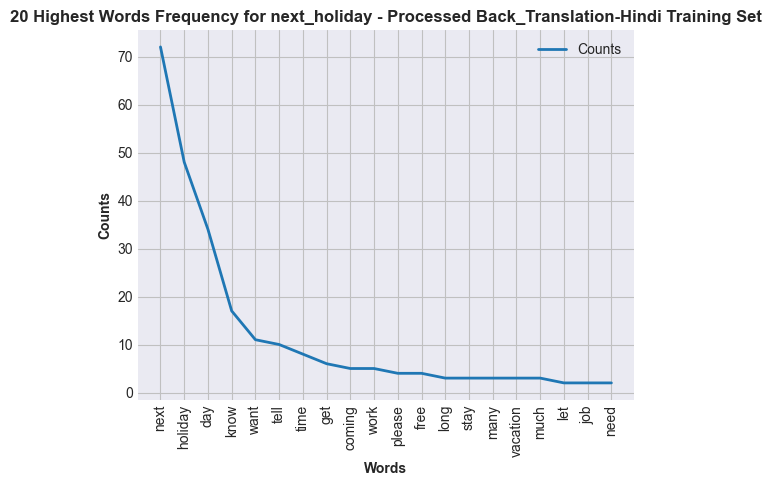 20 Highest Words Frequency for next_holiday - Processed Back_Translation-Hindi Training Set
Counts
70
60
50
40
30
20
10
0
Counts
next
holiday
day
know
want
tell
time
get
coming
work
please
free
long
stay
many
vacation
much
let
job
need
Words